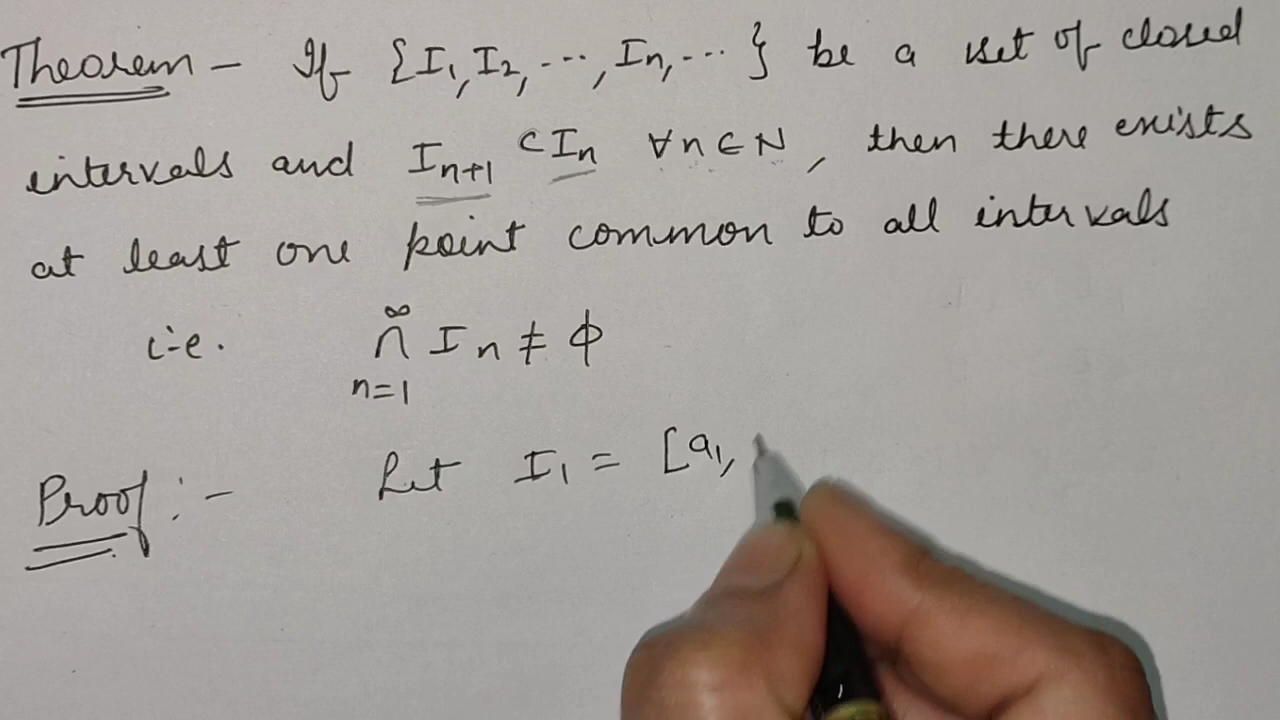 Theorem - If {I₁, I₂, ..., Iₙ, ...} be a set of closed
intervals and Iₙ₊₁ ⊂ Iₙ ∀ n ∈ N, then there exists
at least one point common to all intervals
i.e. ∞ ∩ n=1 Iₙ ≠ ϕ
Proof :- Let I₁ = [a₁,